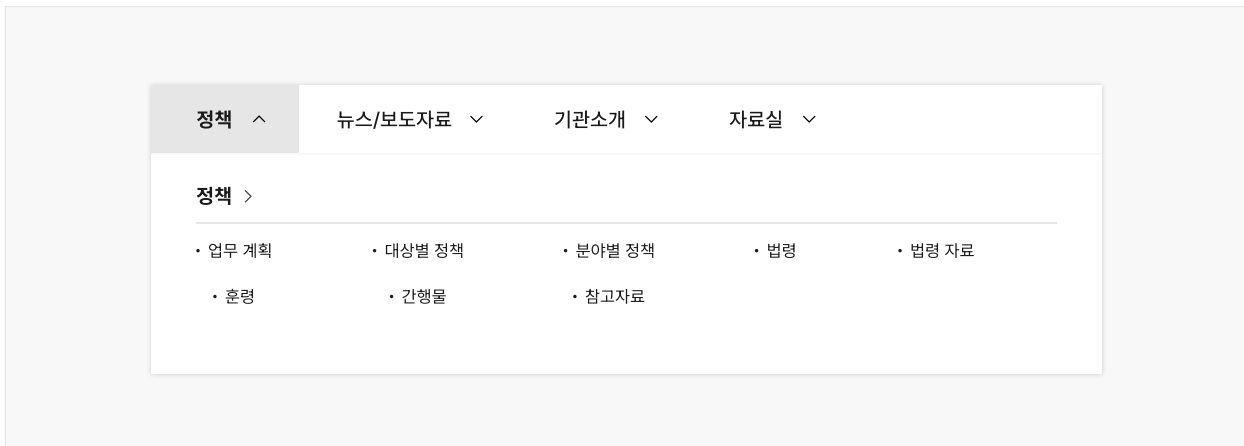 정책 뉴스/보도자료 기관소개 자료실
정책 >
• 업무 계획 • 대상별 정책 • 분야별 정책 • 법령 • 법령 자료
• 훈령 • 간행물 • 참고자료